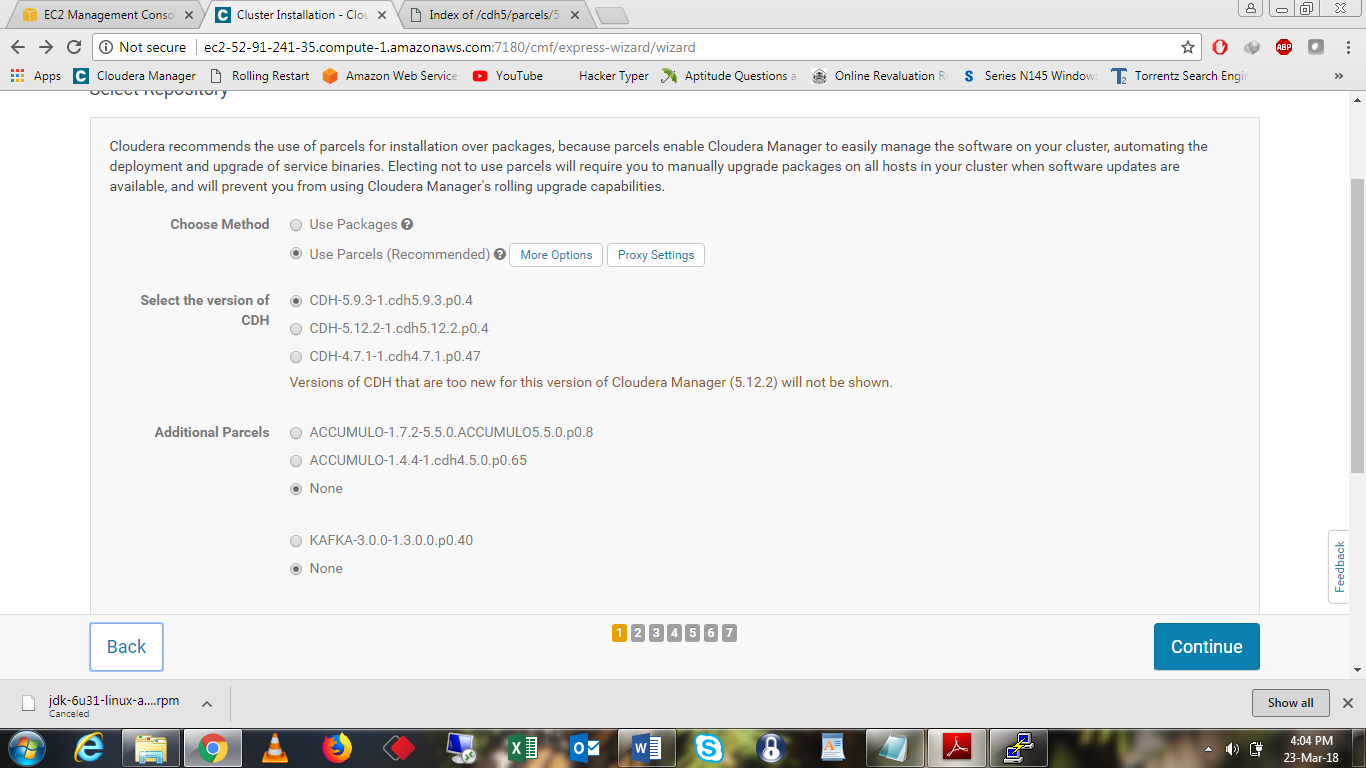 EC2 Management Conso
Cluster Installation - Clou
Index of /cdh5/parcels/5.
Not secure
ec2-52-91-241-35.compute-1.amazonaws.com:7180/cmf/express-wizard/wizard
ABP
Apps
Cloudera Manager
Rolling Restart
Amazon Web Service
YouTube
Hacker Typer
Aptitude Questions a
Online Revaluation R
Series N145 Window
Torrentz Search Engi
Select Repository
Cloudera recommends the use of parcels for installation over packages, because parcels enable Cloudera Manager to easily manage the software on your cluster, automating the
deployment and upgrade of service binaries. Electing not to use parcels will require you to manually upgrade packages on all hosts in your cluster when software updates are
available, and will prevent you from using Cloudera Manager's rolling upgrade capabilities.
Choose Method
Use Packages
Use Parcels (Recommended)
More Options
Proxy Settings
Select the version of
CDH
CDH-5.9.3-1.cdh5.9.3.p0.4
CDH-5.12.2-1.cdh5.12.2.p0.4
CDH-4.7.1-1.cdh4.7.1.p0.47
Versions of CDH that are too new for this version of Cloudera Manager (5.12.2) will not be shown.
Additional Parcels
ACCUMULO-1.7.2-5.5.0.ACCUMULO5.5.0.p0.8
ACCUMULO-1.4.4-1.cdh4.5.0.p0.65
None
KAFKA-3.0.0-1.3.0.0.p0.40
None
Feedback
Back
1 2 3 4 5 6 7
Continue
jdk-6u31-linux-a....rpm
Canceled
Show all
4:04 PM
23-Mar-18